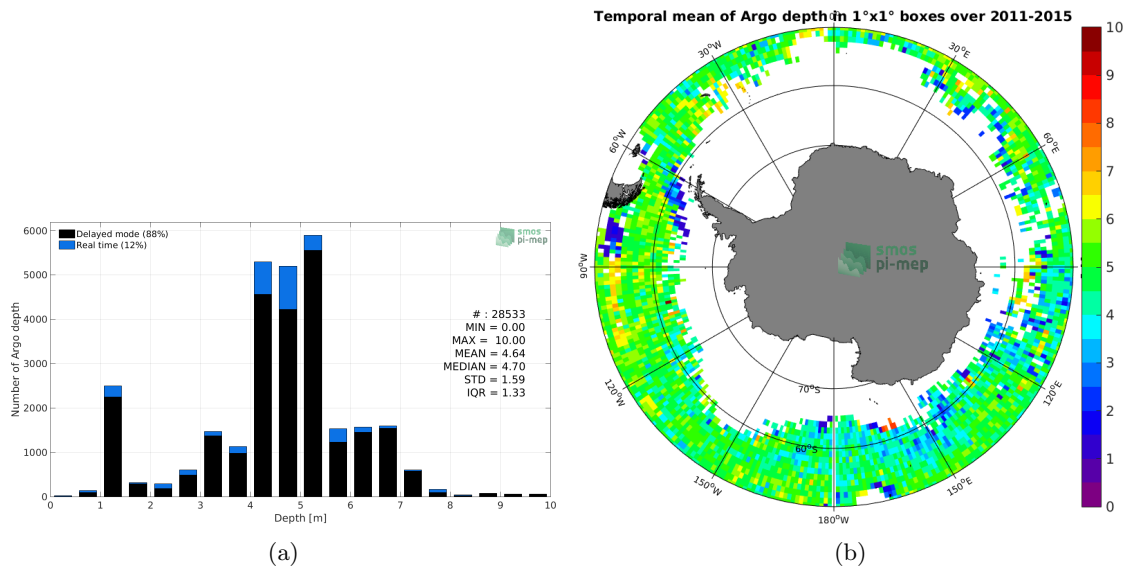 Temporal mean of Argo depth in 1°x1° boxes over 2011-2015
Delayed mode (88%)
Real time (12%)
smos
pi-mep
Number of Argo depth
6000
5000
4000
3000
2000
1000
0
# : 28533
MIN = 0.00
MAX = 10.00
MEAN = 4.64
MEDIAN = 4.70
STD = 1.59
IQR = 1.33
0 1 2 3 4 5 6 7 8 9 10
Depth [m]
(a)
30°W
30°E
60°W
60°E
90°W
120°W
120°E
150°W
150°E
180°W
70°S
60°S
smos
pi-mep
10
9
8
7
6
5
4
3
2
1
0
(b)